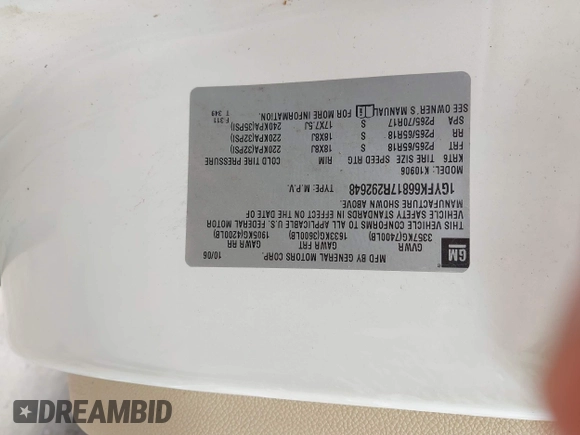 GM
MFD BY GENERAL MOTORS CORP.
10/06
GVWR GAWR FRT GAWR RR
3357KG(7400LB) 1633KG(3600LB) 1905KG(4200LB)
THIS VEHICLE CONFORMS TO ALL APPLICABLE U.S. FEDERAL MOTOR
VEHICLE SAFETY STANDARDS IN EFFECT ON THE DATE OF
MANUFACTURE SHOWN ABOVE.
1GYFK66817R292648 TYPE: M.P.V.
MODEL: K10906
KRT6 TIRE SIZE SPEED RTG RIM COLD TIRE PRESSURE
FRT P265/65R18 S 18X8J 220KPA(32PSI)
RR P265/65R18 S 18X8J 220KPA(32PSI)
SPA P265/70R17 S 17X7.5J 240KPA(35PSI)
SEE OWNER'S MANUAL FOR MORE INFORMATION.
F-311
T 349
DREAMBID